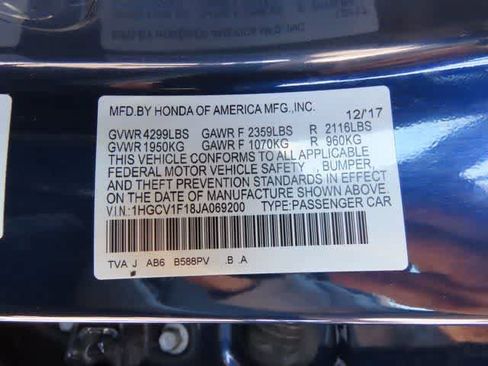 MFD.BY HONDA OF AMERICA MFG.,INC.
12/'17
GVWR 4299LBS GAWR F 2359LBS R 2116LBS
GVWR 1950KG GAWR F 1070KG R 960KG
THIS VEHICLE CONFORMS TO ALL APPLICABLE
FEDERAL MOTOR VEHICLE SAFETY BUMPER,
AND THEFT PREVENTION STANDARDS IN EFFECT
ON THE DATE OF MANUFACTURE SHOWN ABOVE.
V.I.N:1HGCV1F18JA069200 TYPE:PASSENGER CAR
TVA J AB6 B588PV .B .A